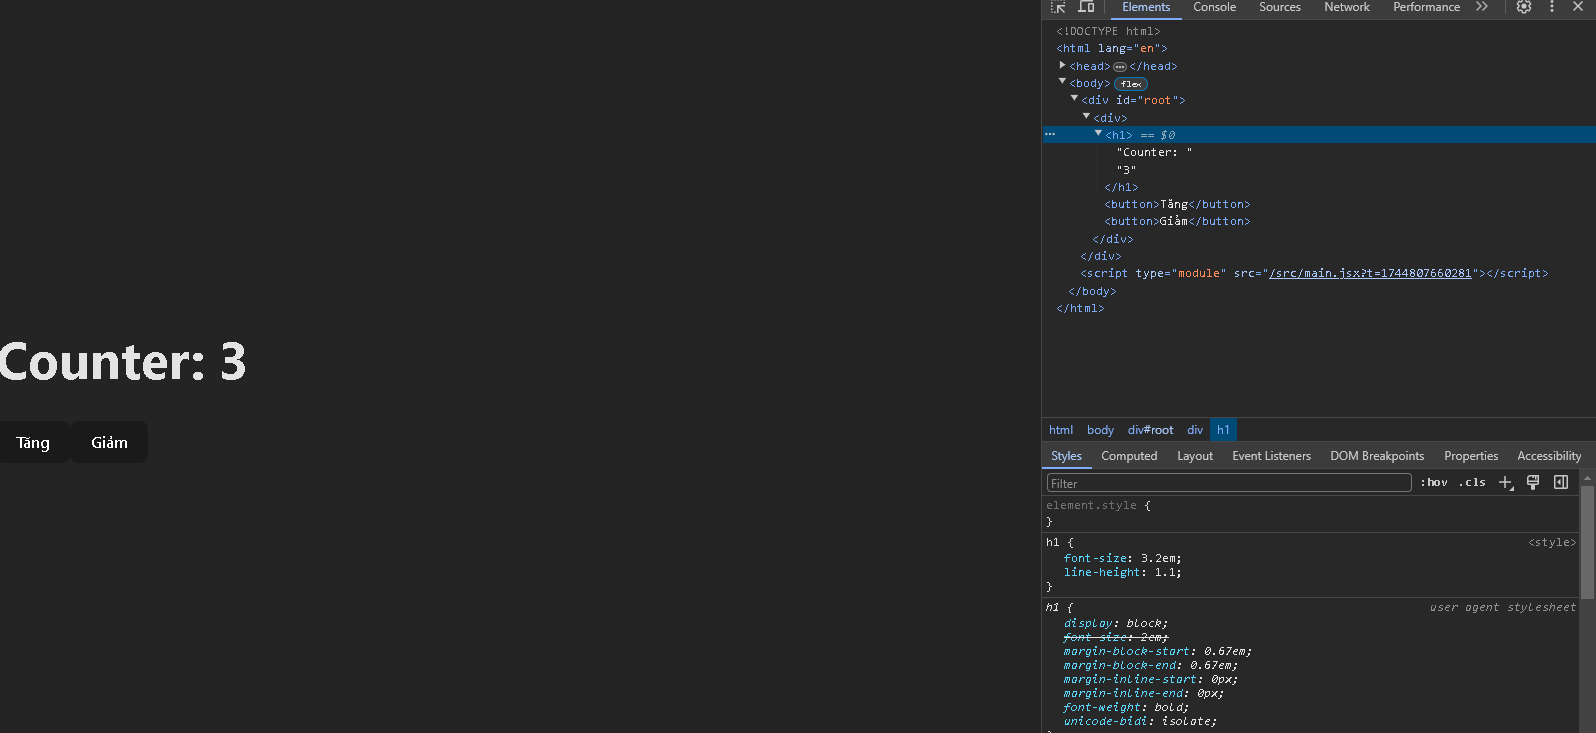 Counter: 3
Tăng Giảm
Elements Console Sources Network Performance
<!DOCTYPE html>
<html lang="en">
<head> ••• </head>
<body> flex
<div id="root">
<div>
••• <h1> == $0
"Counter: "
"3"
</h1>
<button>Tăng</button>
<button>Giảm</button>
</div>
</div>
<script type="module" src="/src/main.jsx?t=1744807660281"></script>
</body>
</html>
html body div#root div h1
Styles Computed Layout Event Listeners DOM Breakpoints Properties Accessibility
Filter :hov .cls
element.style {
}
h1 { <style>
font-size: 3.2em;
line-height: 1.1;
}
h1 { user agent stylesheet
display: block;
font-size: 2em;
margin-block-start: 0.67em;
margin-block-end: 0.67em;
margin-inline-start: 0px;
margin-inline-end: 0px;
font-weight: bold;
unicode-bidi: isolate;
}